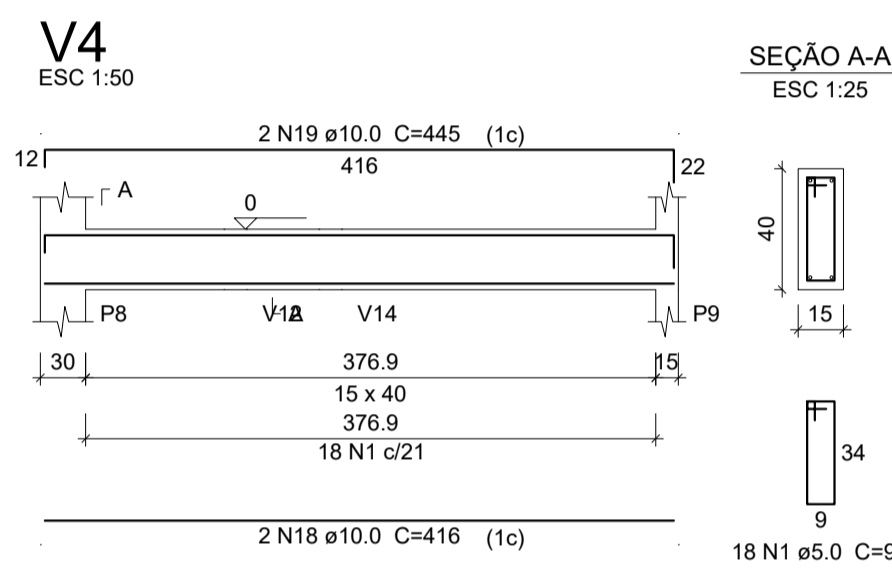 V4
ESC 1:50
SEÇÃO A-A
ESC 1:25
2 N19 ø10.0 C=445 (1c)
12
416
22
A
0
40
P8
V14
P9
15
30
376.9
15
15 x 40
376.9
18 N1 c/21
34
9
2 N18 ø10.0 C=416 (1c)
18 N1 ø5.0 C=9